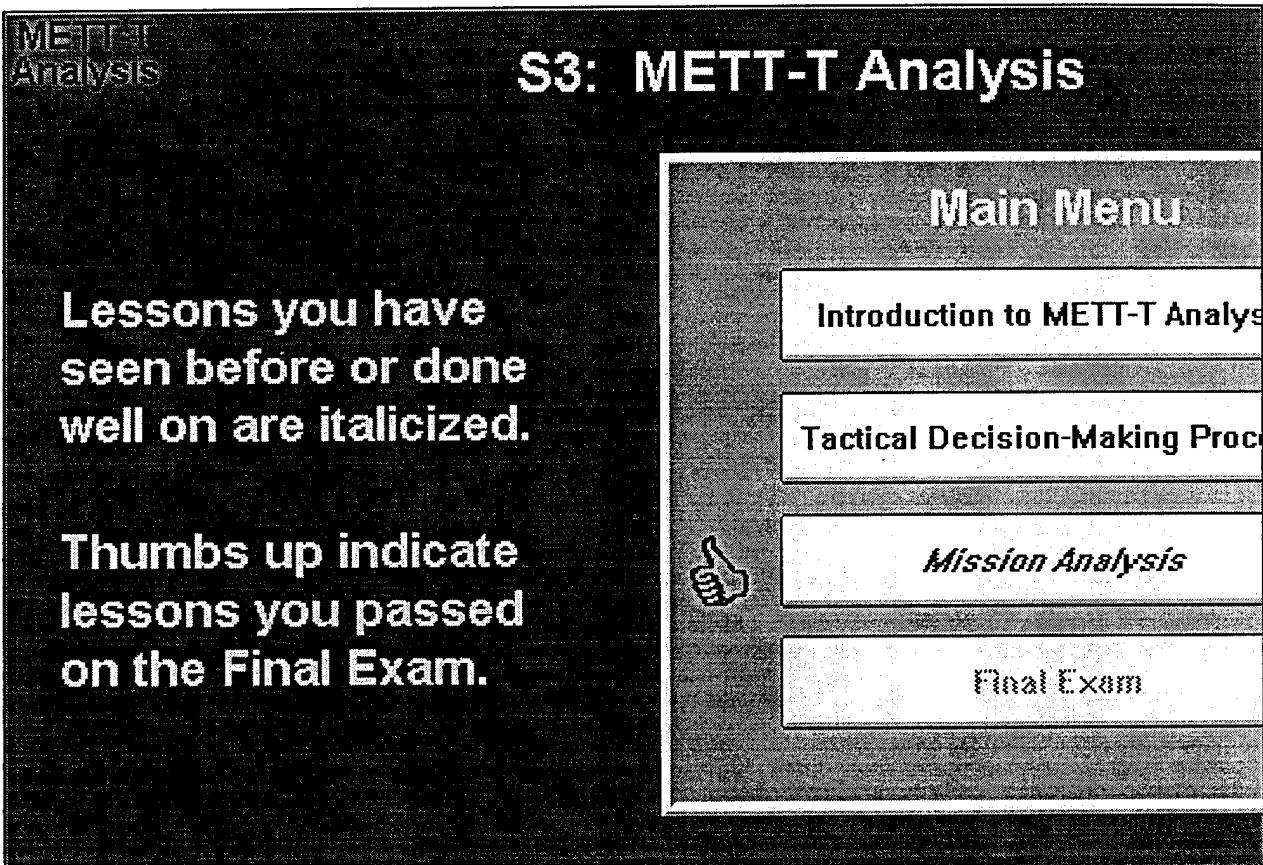 METT-T
Analysis
S3: METT-T Analysis
Lessons you have
seen before or done
well on are italicized.
Thumbs up indicate
lessons you passed
on the Final Exam.
Main Menu
Introduction to METT-T Analys
Tactical Decision-Making Proc
Mission Analysis
Final Exam